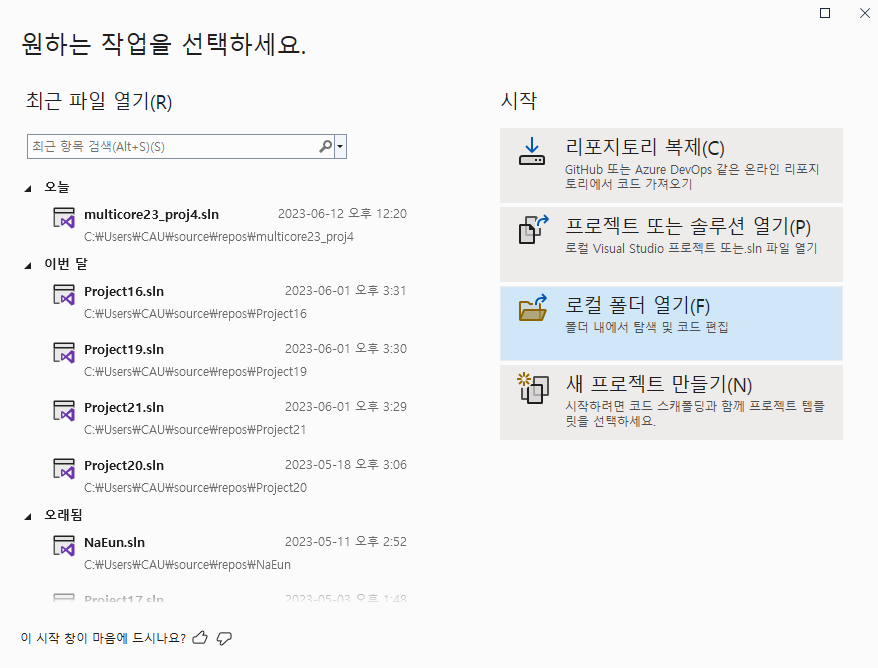 원하는 작업을 선택하세요.
최근 파일 열기(R)
최근 항목 검색(Alt+S)(S)
오늘
multicore23_proj4.sln 2023-06-12 오후 12:20
C:₩Users₩CAU₩source₩repos₩multicore23_proj4
이번 달
Project16.sln 2023-06-01 오후 3:31
C:₩Users₩CAU₩source₩repos₩Project16
Project19.sln 2023-06-01 오후 3:30
C:₩Users₩CAU₩source₩repos₩Project19
Project21.sln 2023-06-01 오후 3:29
C:₩Users₩CAU₩source₩repos₩Project21
Project20.sln 2023-05-18 오후 3:06
C:₩Users₩CAU₩source₩repos₩Project20
오래됨
NaEun.sln 2023-05-11 오후 2:52
C:₩Users₩CAU₩source₩repos₩NaEun
Project17.sln 2023-05-03 오후 1:48
시작
리포지토리 복제(C)
GitHub 또는 Azure DevOps 같은 온라인 리포지
토리에서 코드 가져오기
프로젝트 또는 솔루션 열기(P)
로컬 Visual Studio 프로젝트 또는.sln 파일 열기
로컬 폴더 열기(F)
폴더 내에서 탐색 및 코드 편집
새 프로젝트 만들기(N)
시작하려면 코드 스캐폴딩과 함께 프로젝트 템플
릿을 선택하세요.
이 시작 창이 마음에 드시나요?